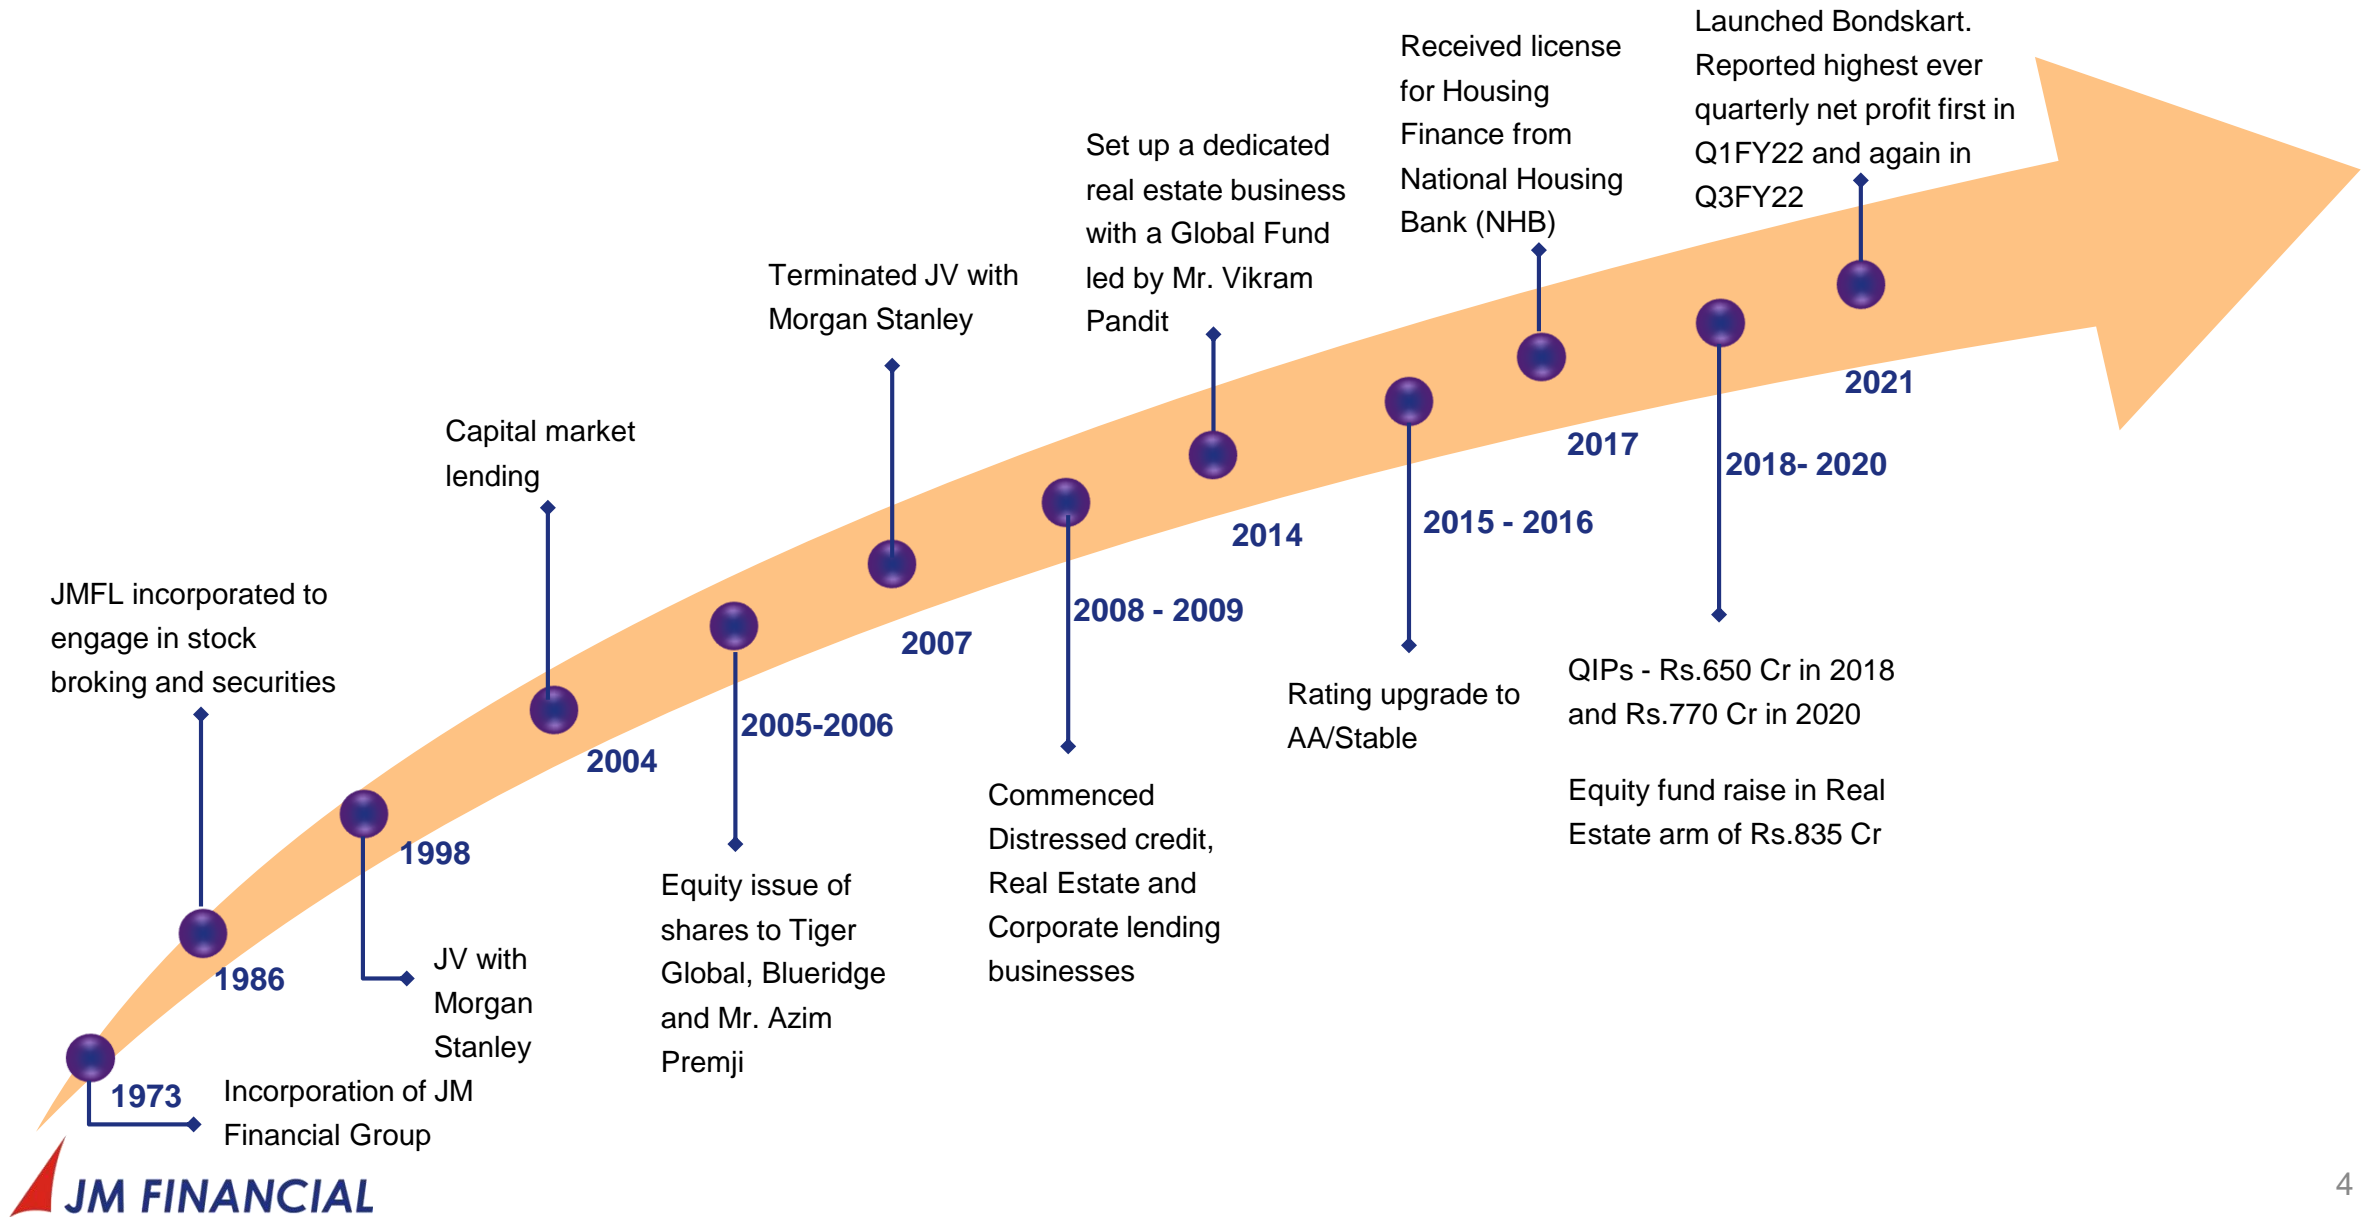 Launched Bondskart.
Reported highest ever
quarterly net profit first in
Q1FY22 and again in
Q3FY22
Received license
for Housing
Finance from
National Housing
Bank (NHB)
Set up a dedicated
real estate business
with a Global Fund
led by Mr. Vikram
Pandit
Terminated JV with
Morgan Stanley
Capital market
lending
JMFL incorporated to
engage in stock
broking and securities
2021
2017
2018- 2020
2015 - 2016
2014
2008 - 2009
2007
2005-2006
2004
1998
1986
1973
Incorporation of JM
Financial Group
JV with
Morgan
Stanley
Equity issue of
shares to Tiger
Global, Blueridge
and Mr. Azim
Premji
Commenced
Distressed credit,
Real Estate and
Corporate lending
businesses
Rating upgrade to
AA/Stable
QIPs - Rs.650 Cr in 2018
and Rs.770 Cr in 2020
Equity fund raise in Real
Estate arm of Rs.835 Cr
JM FINANCIAL
4